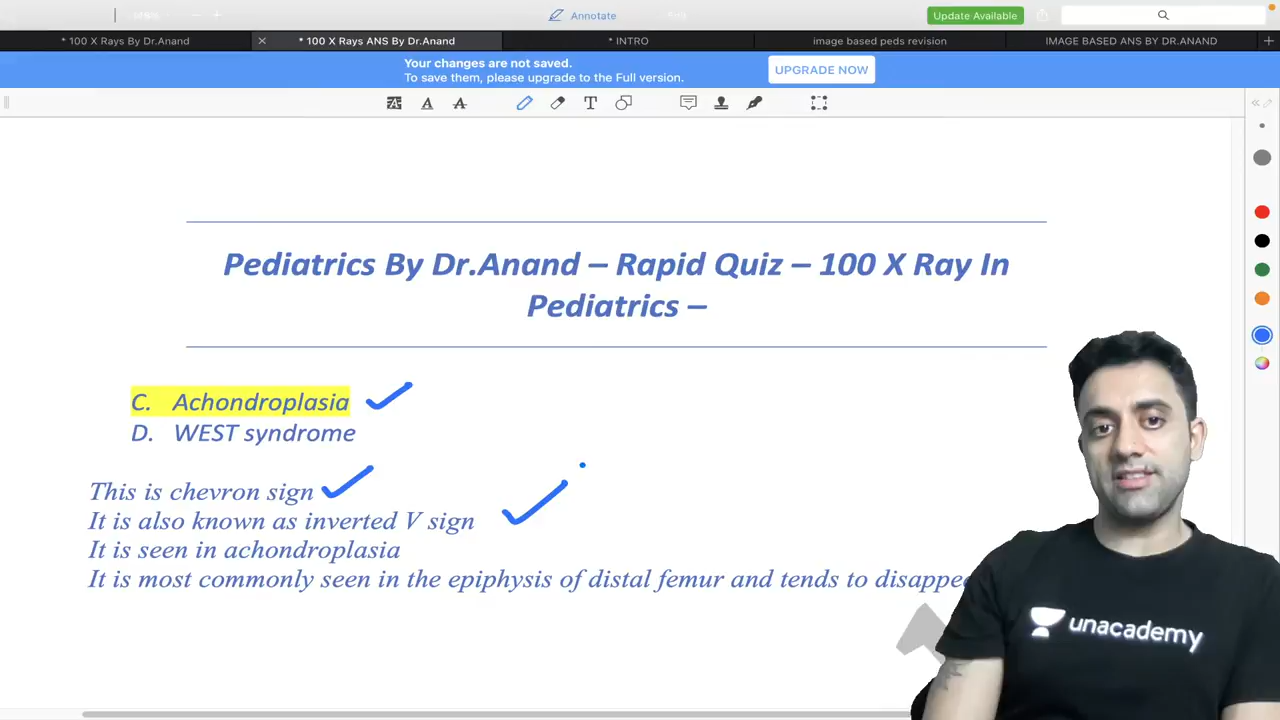 Annotate
Update Available
* 100 X Rays By Dr.Anand
* 100 X Rays ANS By Dr.Anand
* INTRO
image based peds revision
IMAGE BASED ANS BY DR.ANAND
Your changes are not saved.
To save them, please upgrade to the Full version.
UPGRADE NOW
Pediatrics By Dr.Anand – Rapid Quiz – 100 X Ray In
Pediatrics –
C. Achondroplasia
D. WEST syndrome
This is chevron sign
It is also known as inverted V sign
It is seen in achondroplasia
It is most commonly seen in the epiphysis of distal femur and tends to
unacademy